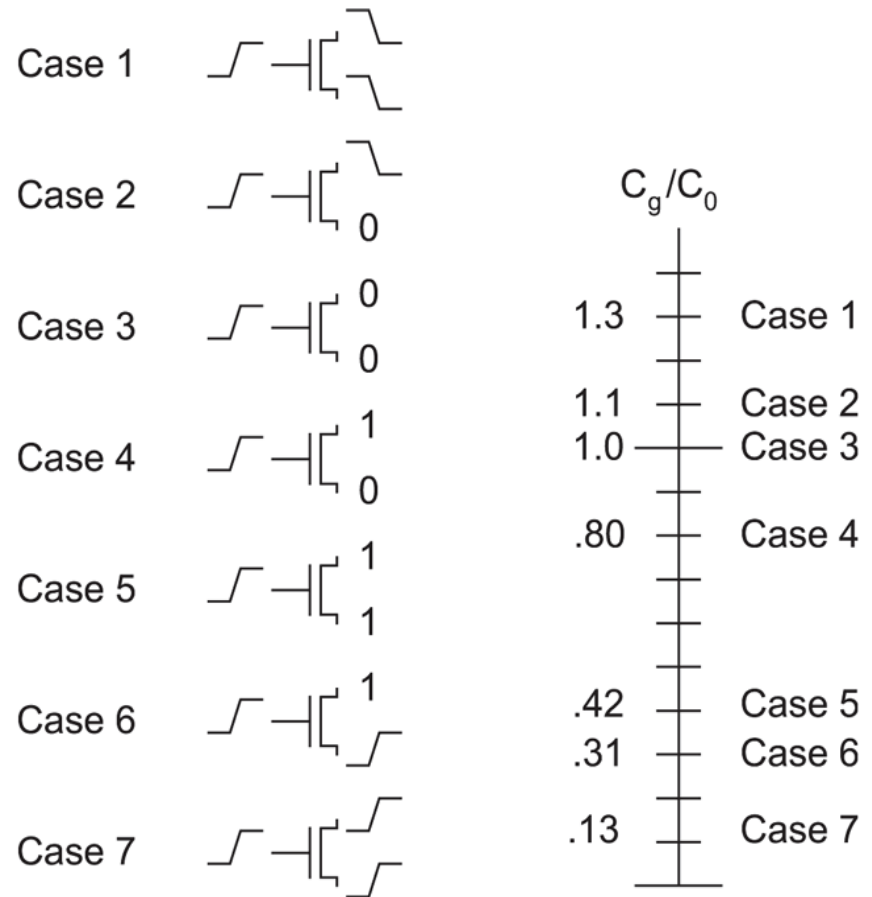 Case 1
Case 2
0
Case 3
0
0
Case 4
1
0
Case 5
1
1
Case 6
1
Case 7
Cg/C0
1.3 Case 1
1.1 Case 2
1.0 Case 3
.80 Case 4
.42 Case 5
.31 Case 6
.13 Case 7